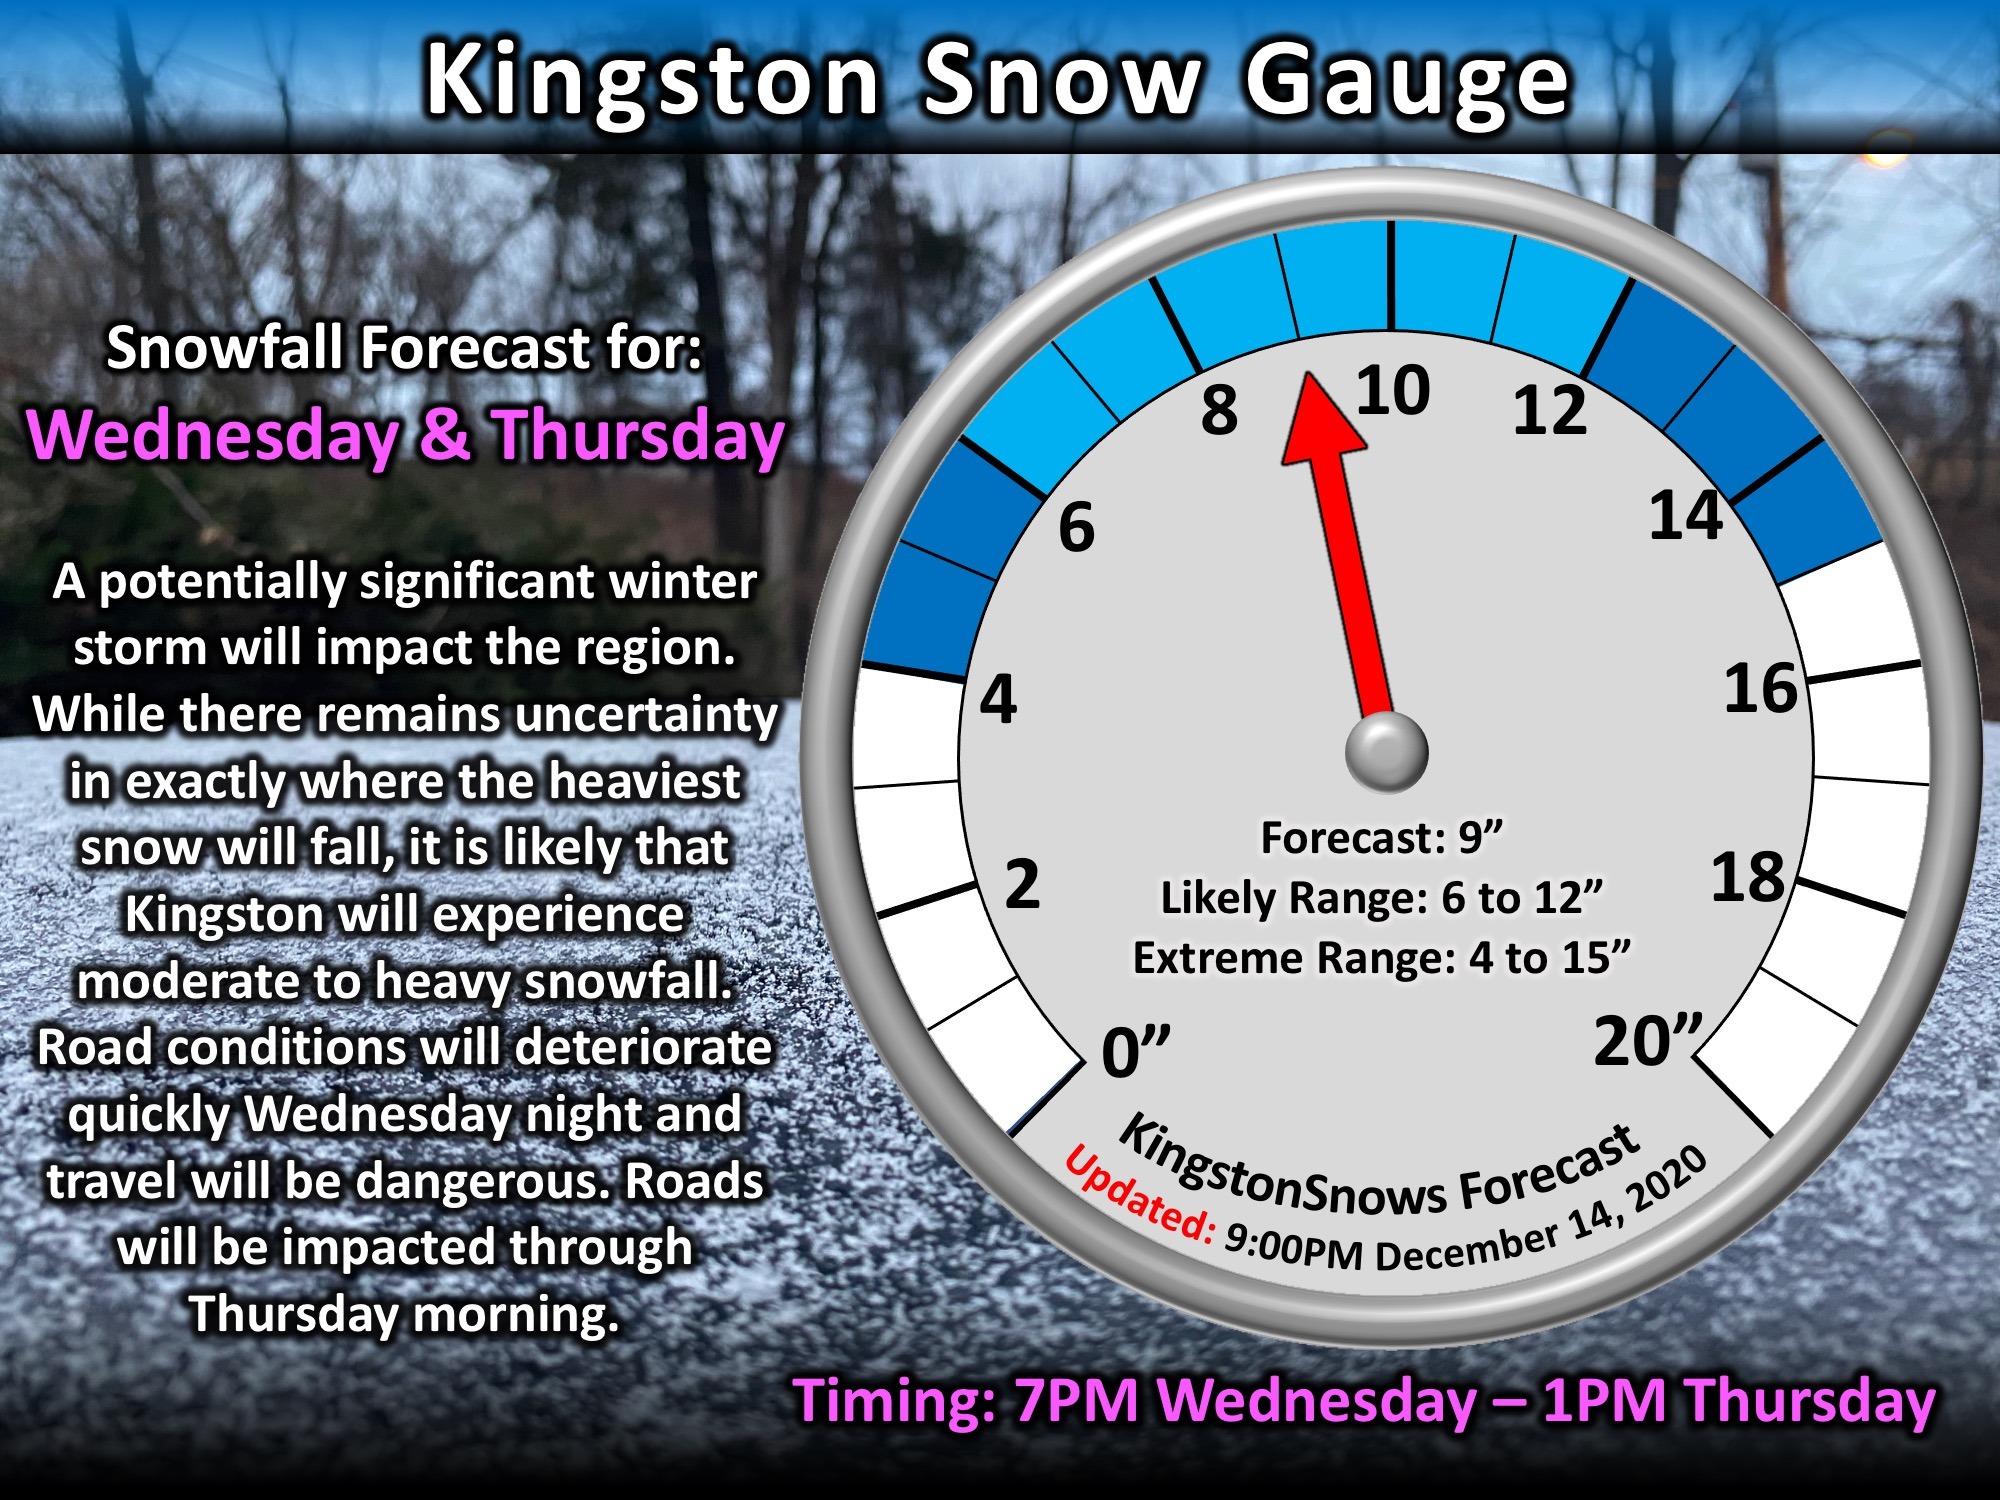 Kingston Snow Gauge
Snowfall Forecast for:
Wednesday & Thursday
A potentially significant winter
storm will impact the region.
While there remains uncertainty
in exactly where the heaviest
snow will fall, it is likely that
Kingston will experience
moderate to heavy snowfall.
Road conditions will deteriorate
quickly Wednesday night and
travel will be dangerous. Roads
will be impacted through
Thursday morning.
0”
2
4
6
8
10
12
14
16
18
20”
Forecast: 9”
Likely Range: 6 to 12”
Extreme Range: 4 to 15”
KingstonSnows Forecast
Updated: 9:00PM December 14, 2020
Timing: 7PM Wednesday – 1PM Thursday